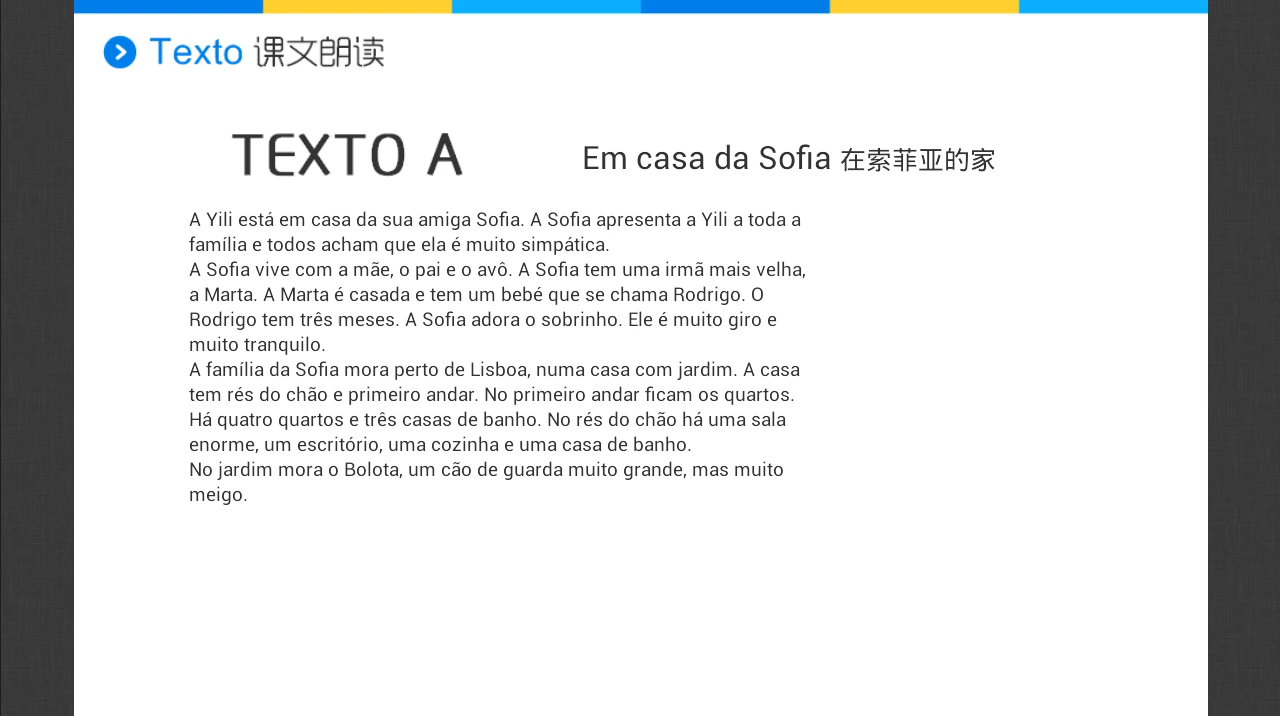 Texto 课文朗读
TEXTO A
Em casa da Sofia 在索菲亚的家
A Yili está em casa da sua amiga Sofia. A Sofia apresenta a Yili a toda a
família e todos acham que ela é muito simpática.
A Sofia vive com a mãe, o pai e o avô. A Sofia tem uma irmã mais velha,
a Marta. A Marta é casada e tem um bebé que se chama Rodrigo. O
Rodrigo tem três meses. A Sofia adora o sobrinho. Ele é muito giro e
muito tranquilo.
A família da Sofia mora perto de Lisboa, numa casa com jardim. A casa
tem rés do chão e primeiro andar. No primeiro andar ficam os quartos.
Há quatro quartos e três casas de banho. No rés do chão há uma sala
enorme, um escritório, uma cozinha e uma casa de banho.
No jardim mora o Bolota, um cão de guarda muito grande, mas muito
meigo.